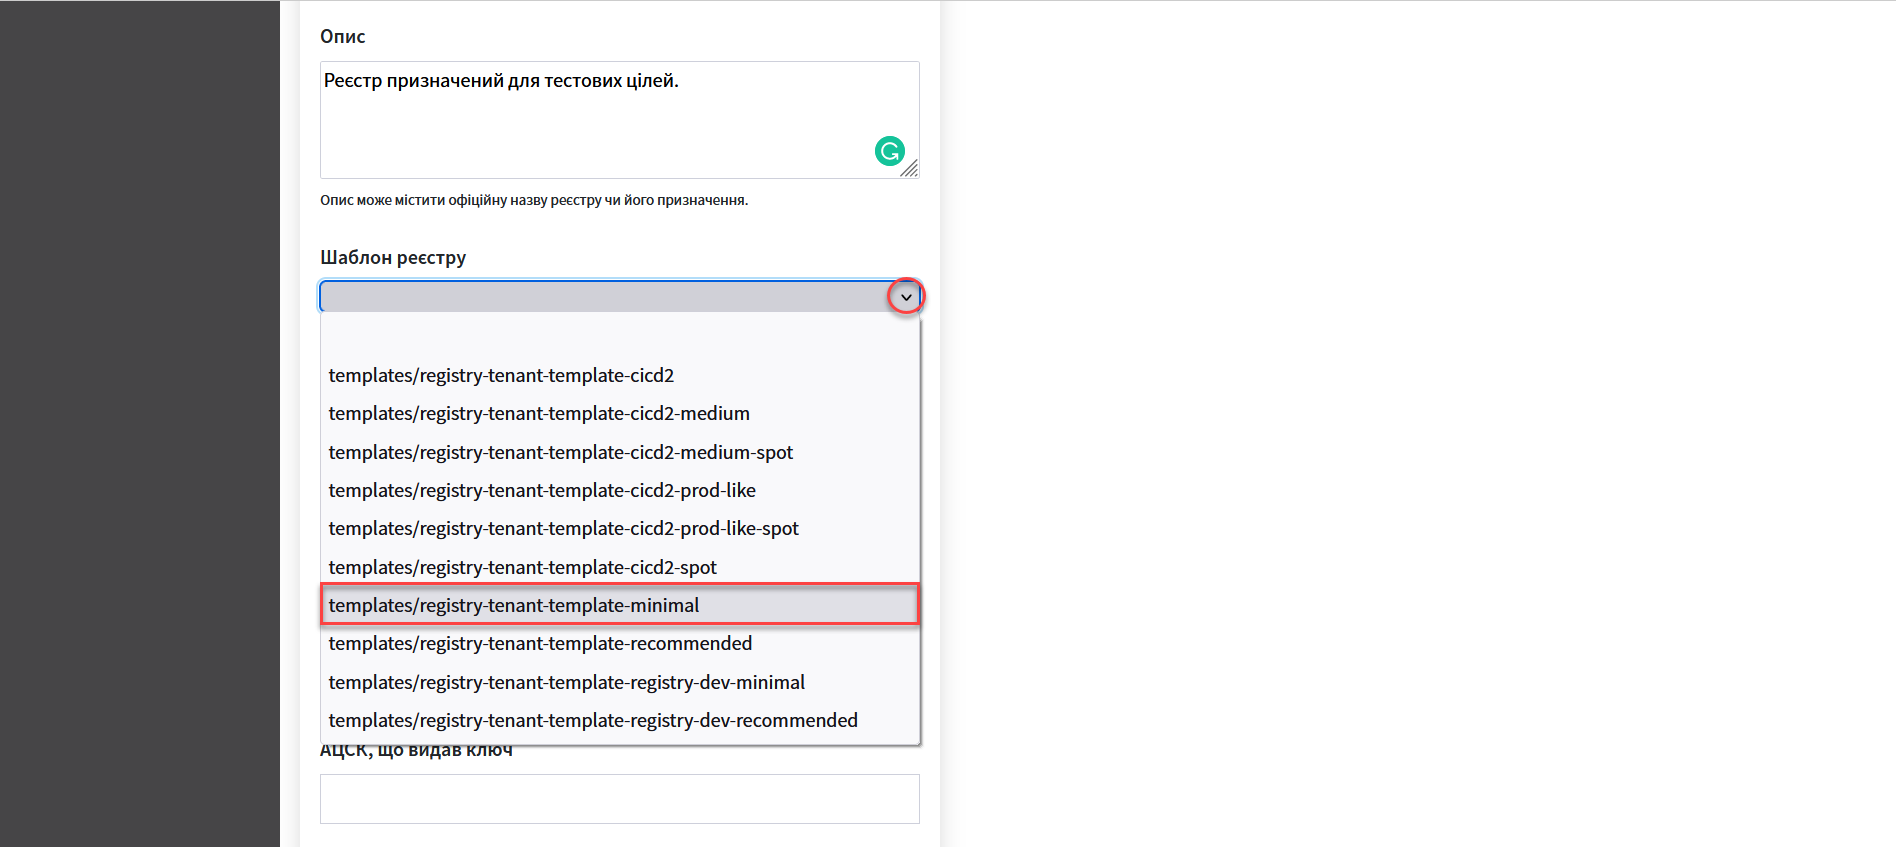 Опис
Реєстр призначений для тестових цілей.
Опис може містити офіційну назву реєстру чи його призначення.
Шаблон реєстру
templates/registry-tenant-template-cicd2
templates/registry-tenant-template-cicd2-medium
templates/registry-tenant-template-cicd2-medium-spot
templates/registry-tenant-template-cicd2-prod-like
templates/registry-tenant-template-cicd2-prod-like-spot
templates/registry-tenant-template-cicd2-spot
templates/registry-tenant-template-minimal
templates/registry-tenant-template-recommended
templates/registry-tenant-template-registry-dev-minimal
templates/registry-tenant-template-registry-dev-recommended
АЦСК, що видав ключ